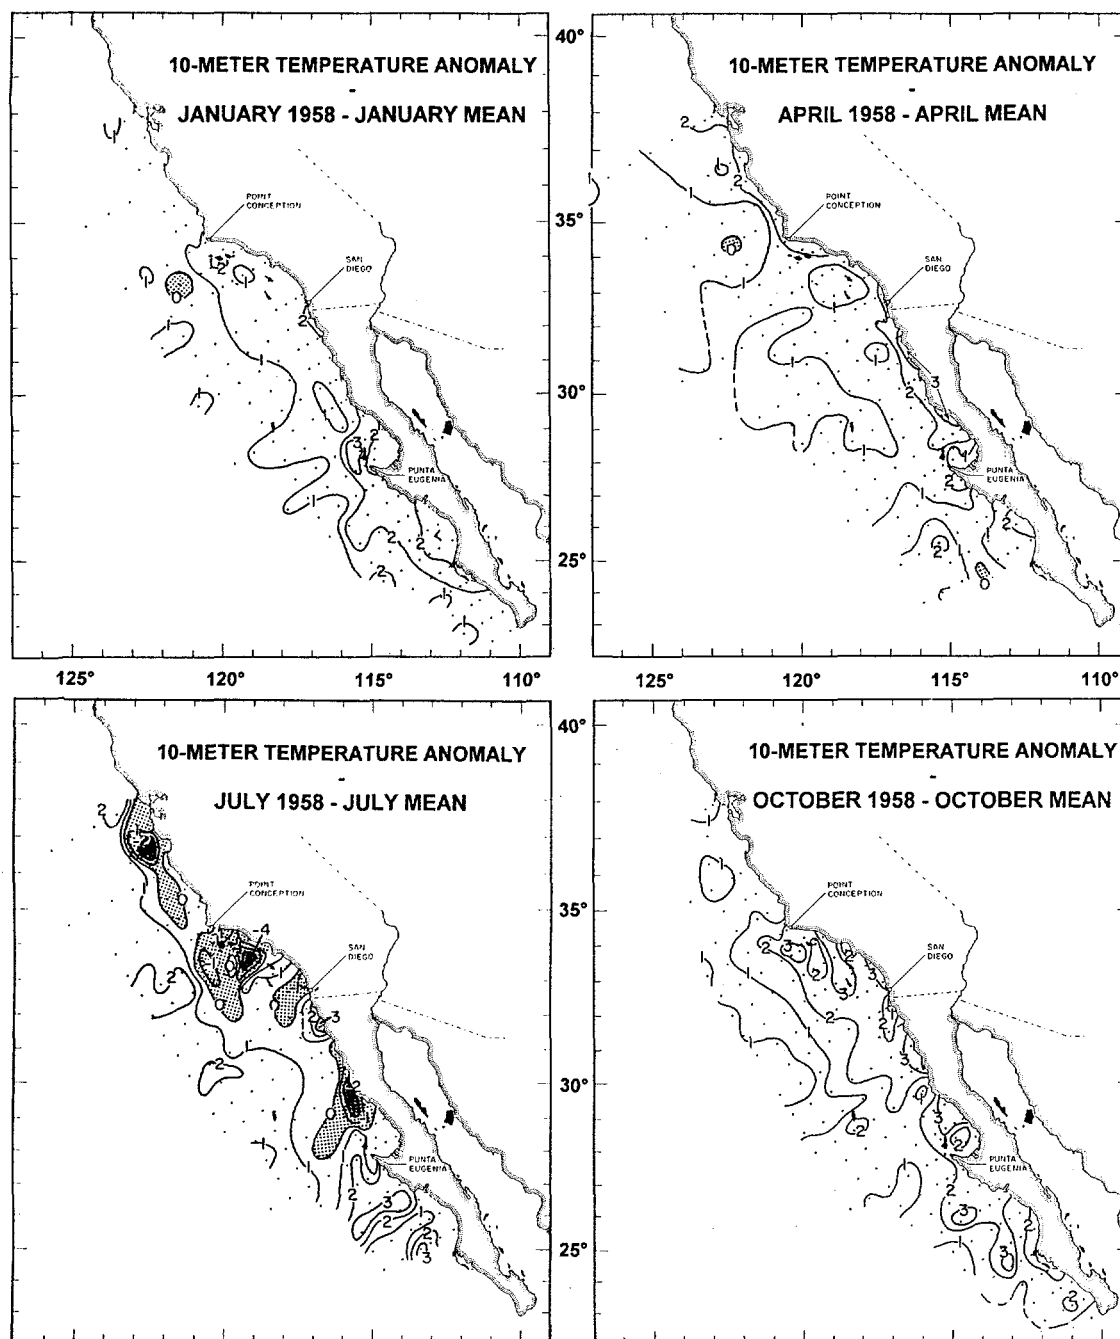 10-METER TEMPERATURE ANOMALY
-
JANUARY 1958 - JANUARY MEAN
POINT
CONCEPTION
SAN
DIEGO
PUNTA
EUGENIA
40°
10-METER TEMPERATURE ANOMALY
-
APRIL 1958 - APRIL MEAN
POINT
CONCEPTION
35°
SAN
DIEGO
30°
PUNTA
EUGENIA
25°
125°
120°
115°
110°
125°
120°
115°
110°
10-METER TEMPERATURE ANOMALY
-
JULY 1958 - JULY MEAN
POINT
CONCEPTION
-4
SAN
DIEGO
PUNTA
EUGENIA
40°
10-METER TEMPERATURE ANOMALY
-
OCTOBER 1958 - OCTOBER MEAN
POINT
CONCEPTION
35°
SAN
DIEGO
30°
PUNTA
EUGENIA
25°